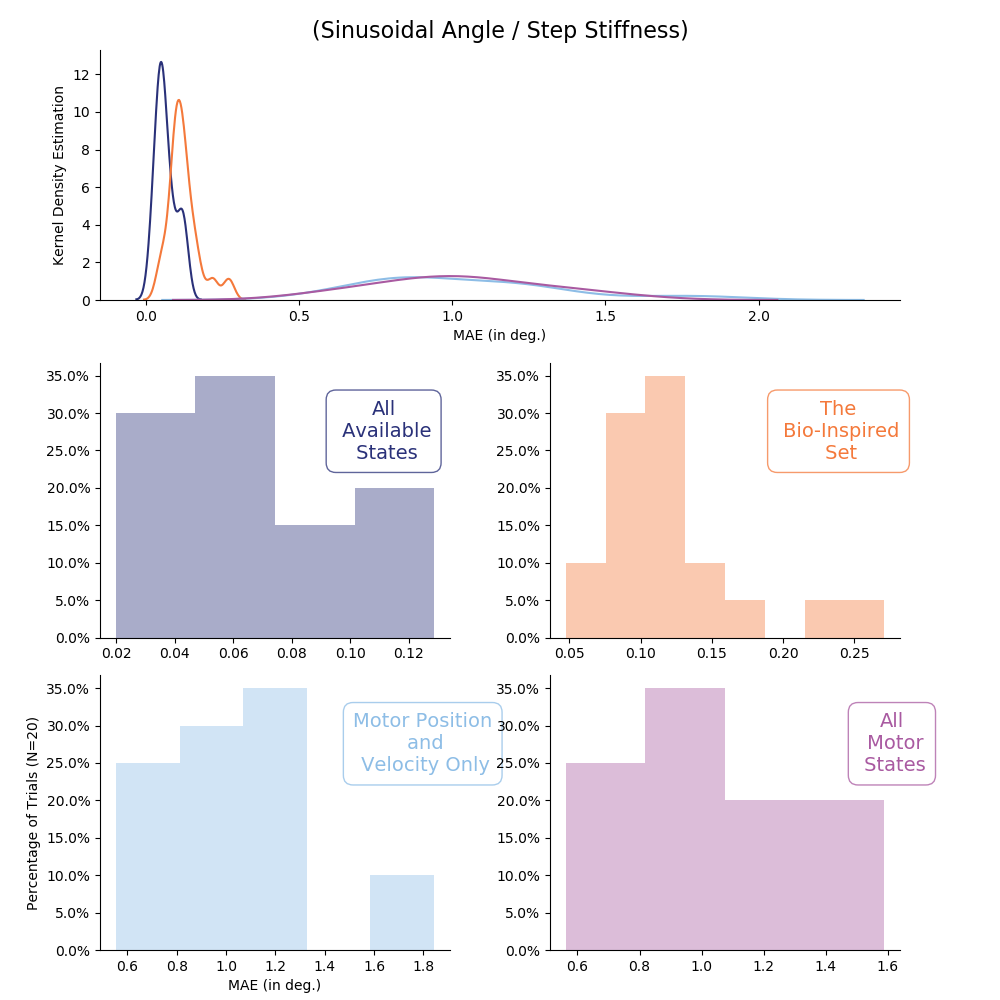 (Sinusoidal Angle / Step Stiffness)
Kernel Density Estimation
12
10
8
6
4
2
0
0.0 0.5 1.0 1.5 2.0
MAE (in deg.)
35.0%
30.0%
25.0%
20.0%
15.0%
10.0%
5.0%
0.0%
0.02 0.04 0.06 0.08 0.10 0.12
All
Available
States
35.0%
30.0%
25.0%
20.0%
15.0%
10.0%
5.0%
0.0%
0.05 0.10 0.15 0.20 0.25
The
Bio-Inspired
Set
Percentage of Trials (N=20)
35.0%
30.0%
25.0%
20.0%
15.0%
10.0%
5.0%
0.0%
0.6 0.8 1.0 1.2 1.4 1.6 1.8
MAE (in deg.)
Motor Position
and
Velocity Only
35.0%
30.0%
25.0%
20.0%
15.0%
10.0%
5.0%
0.0%
0.6 0.8 1.0 1.2 1.4 1.6
All
Motor
States